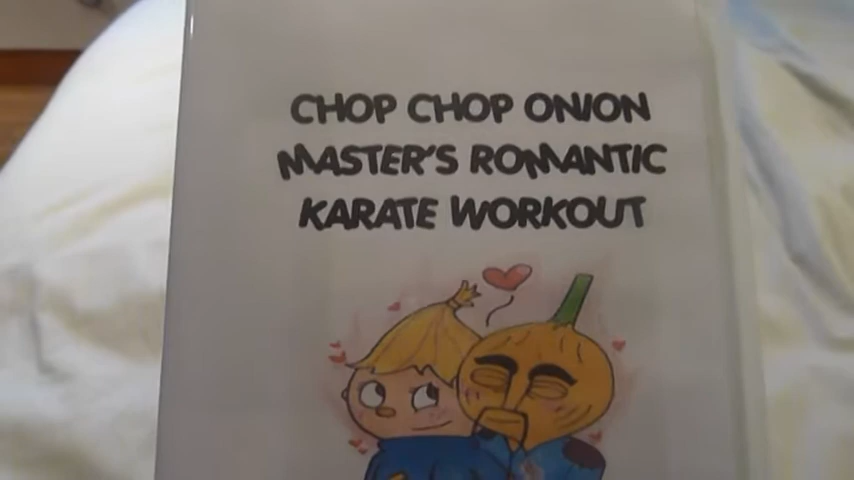 CHOP CHOP ONION
MASTER'S ROMANTIC
KARATE WORKOUT